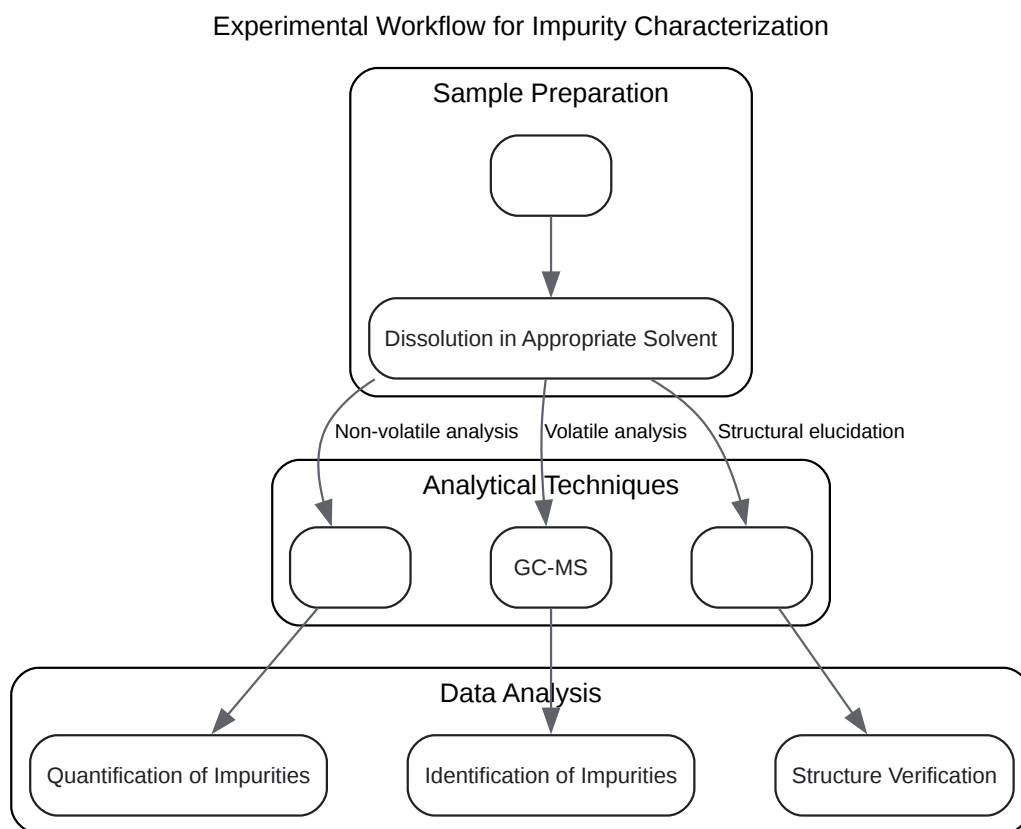 Experimental Workflow for Impurity Characterization
Sample Preparation
Dissolution in Appropriate Solvent
Non-volatile analysis
Volatile analysis
Structural elucidation
Analytical Techniques
GC-MS
Data Analysis
Quantification of Impurities
Identification of Impurities
Structure Verification